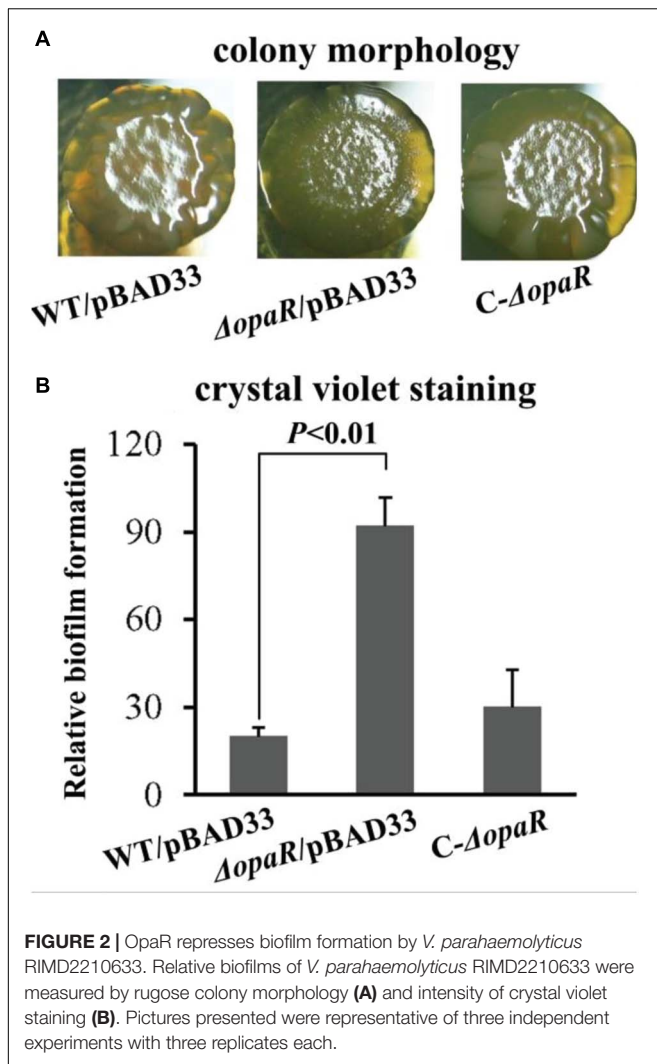 A
colony morphology
WT/pBAD33
ΔopaR/pBAD33
C-ΔopaR
B
crystal violet staining
P<0.01
Relative biofilm formation
120
90
60
30
0
WT/pBAD33
ΔopaR/pBAD33
C-ΔopaR
FIGURE 2 | OpaR represses biofilm formation by V. parahaemolyticus
RIMD2210633. Relative biofilms of V. parahaemolyticus RIMD2210633 were
measured by rugose colony morphology (A) and intensity of crystal violet
staining (B). Pictures presented were representative of three independent
experiments with three replicates each.